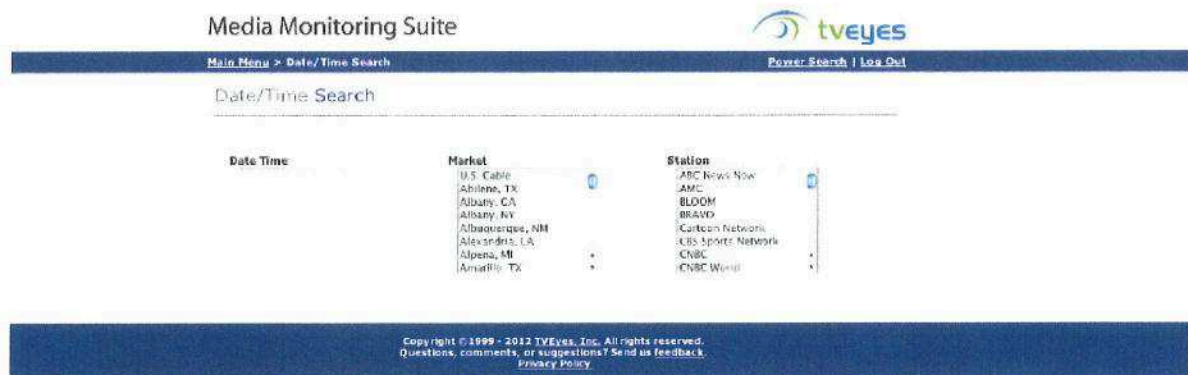 Media Monitoring Suite
tveyes
Main Menu > Date/Time Search
Power Search | Log Out
Date/Time Search
Date Time
Market
U.S. Cable
Abilene, TX
Albany, GA
Albany, NY
Albuquerque, NM
Alexandria, LA
Alpena, MI
Amarillo, TX
Station
ABC News Now
AMC
BLOOM
BRAVO
Cartoon Network
CBS Sports Network
CNBC
CNBC World
Copyright ©1999 - 2012 TVEyes, Inc. All rights reserved.
Questions, comments, or suggestions? Send us feedback.
Privacy Policy